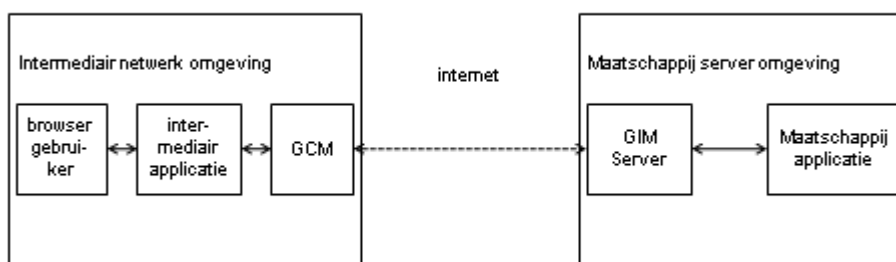 Intermediair netwerk omgeving
browser
gebrui-
ker
inter-
mediair
applicatie
GCM
internet
Maatschappij server omgeving
GIM
Server
Maatschappij
applicatie